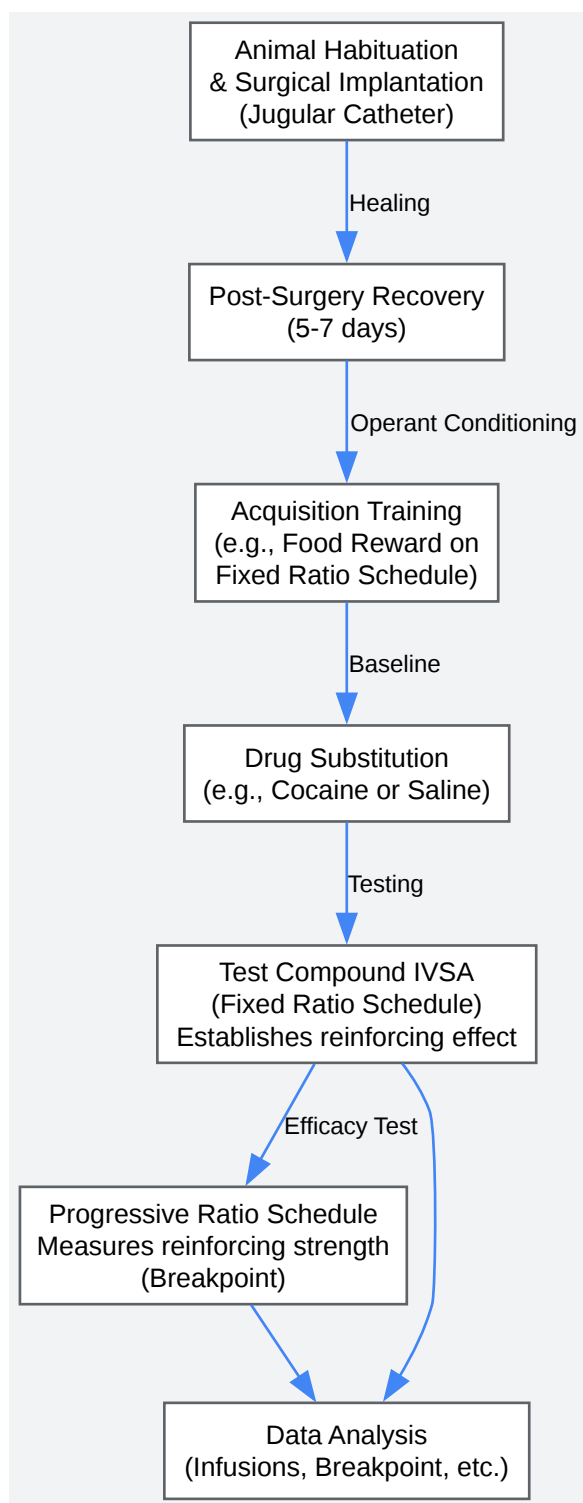 Animal Habituation
& Surgical Implantation
(Jugular Catheter)
Healing
Post-Surgery Recovery
(5-7 days)
Operant Conditioning
Acquisition Training
(e.g., Food Reward on
Fixed Ratio Schedule)
Baseline
Drug Substitution
(e.g., Cocaine or Saline)
Testing
Test Compound IVSA
(Fixed Ratio Schedule)
Establishes reinforcing effect
Efficacy Test
Progressive Ratio Schedule
Measures reinforcing strength
(Breakpoint)
Data Analysis
(Infusions, Breakpoint, etc.)